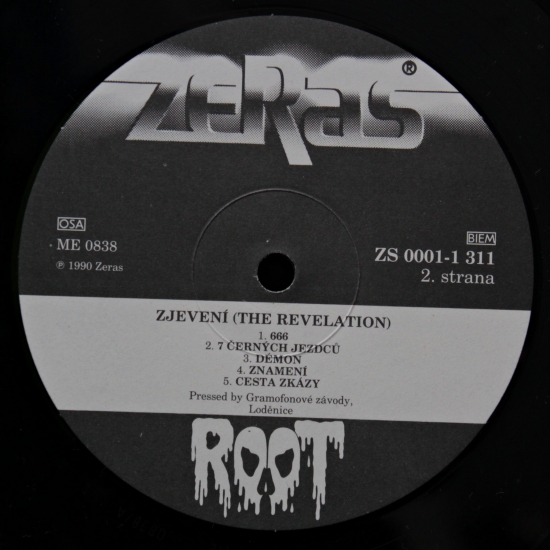 ZERAS ®
OSA
ME 0838
℗ 1990 Zeras
BIEM
ZS 0001-1 311
2. strana
ZJEVENÍ (THE REVELATION)
1. 666
2. 7 ČERNÝCH JEZDCŮ
3. DÉMON
4. ZNAMENÍ
5. CESTA ZKÁZY
Pressed by Gramofonové závody,
Loděnice
ROOT